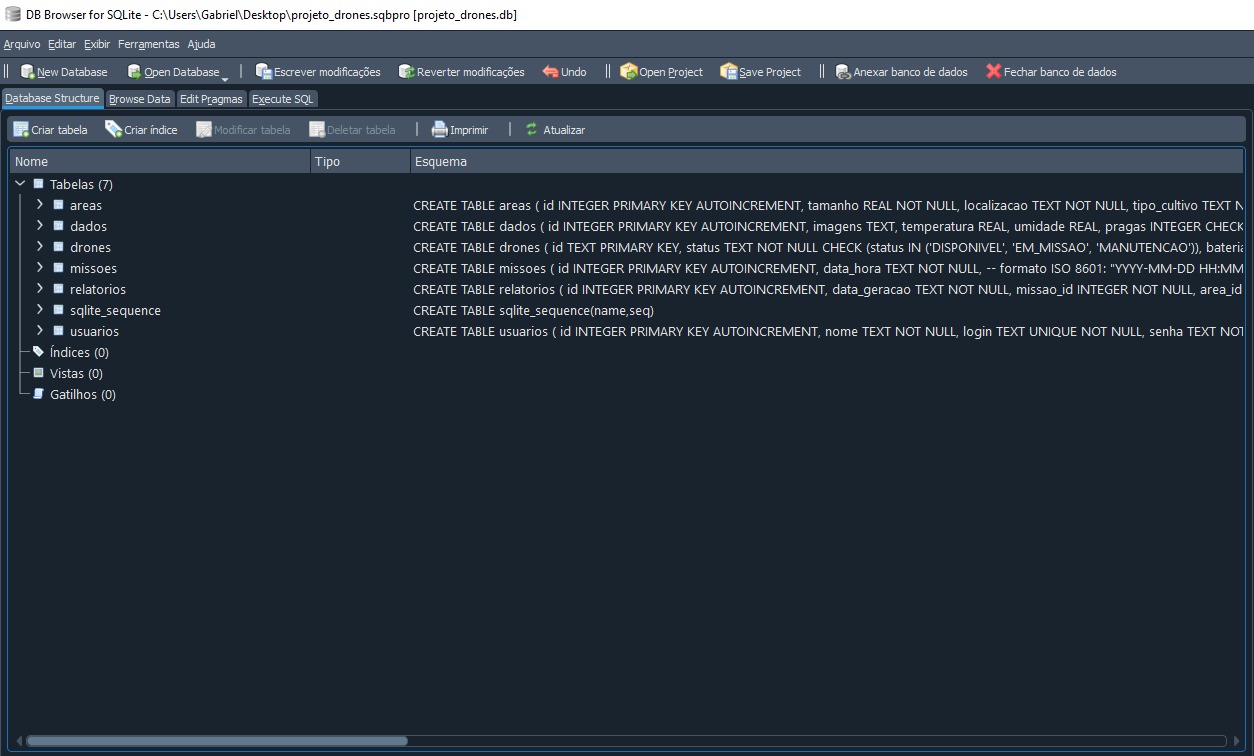 DB Browser for SQLite - C:\Users\Gabriel\Desktop\projeto_drones.sqbpro [projeto_drones.db]
Arquivo Editar Exibir Ferramentas Ajuda
New Database Open Database Escrever modificações Reverter modificações Undo Open Project Save Project Anexar banco de dados Fechar banco de dados
Database Structure Browse Data Edit Pragmas Execute SQL
Criar tabela Criar índice Modificar tabela Deletar tabela Imprimir Atualizar
Nome Tipo Esquema
Tabelas (7)
areas CREATE TABLE areas ( id INTEGER PRIMARY KEY AUTOINCREMENT, tamanho REAL NOT NULL, localizacao TEXT NOT NULL, tipo_cultivo TEXT N
dados CREATE TABLE dados ( id INTEGER PRIMARY KEY AUTOINCREMENT, imagens TEXT, temperatura REAL, umidade REAL, pragas INTEGER CHECK
drones CREATE TABLE drones ( id TEXT PRIMARY KEY, status TEXT NOT NULL CHECK (status IN ('DISPONIVEL', 'EM_MISSAO', 'MANUTENCAO')), bateria
missoes CREATE TABLE missoes ( id INTEGER PRIMARY KEY AUTOINCREMENT, data_hora TEXT NOT NULL, -- formato ISO 8601: "YYYY-MM-DD HH:MM
relatorios CREATE TABLE relatorios ( id INTEGER PRIMARY KEY AUTOINCREMENT, data_geracao TEXT NOT NULL, missao_id INTEGER NOT NULL, area_id
sqlite_sequence CREATE TABLE sqlite_sequence(name,seq)
usuarios CREATE TABLE usuarios ( id INTEGER PRIMARY KEY AUTOINCREMENT, nome TEXT NOT NULL, login TEXT UNIQUE NOT NULL, senha TEXT NOT
Índices (0)
Vistas (0)
Gatilhos (0)